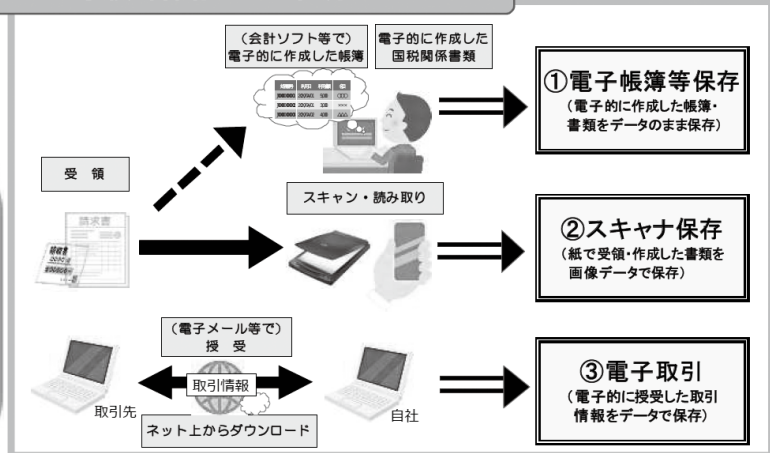 （会計ソフト等で）
電子的に作成した帳簿
電子的に作成した
国税関係書類
①電子帳簿等保存
（電子的に作成した帳簿・
書類をデータのまま保存）
受　領
請求書
領収書
スキャン・読み取り
②スキャナ保存
（紙で受領・作成した書類を
画像データで保存）
（電子メール等で）
授　受
取引情報
取引先
自社
ネット上からダウンロード
③電子取引
（電子的に授受した取引
情報をデータで保存）